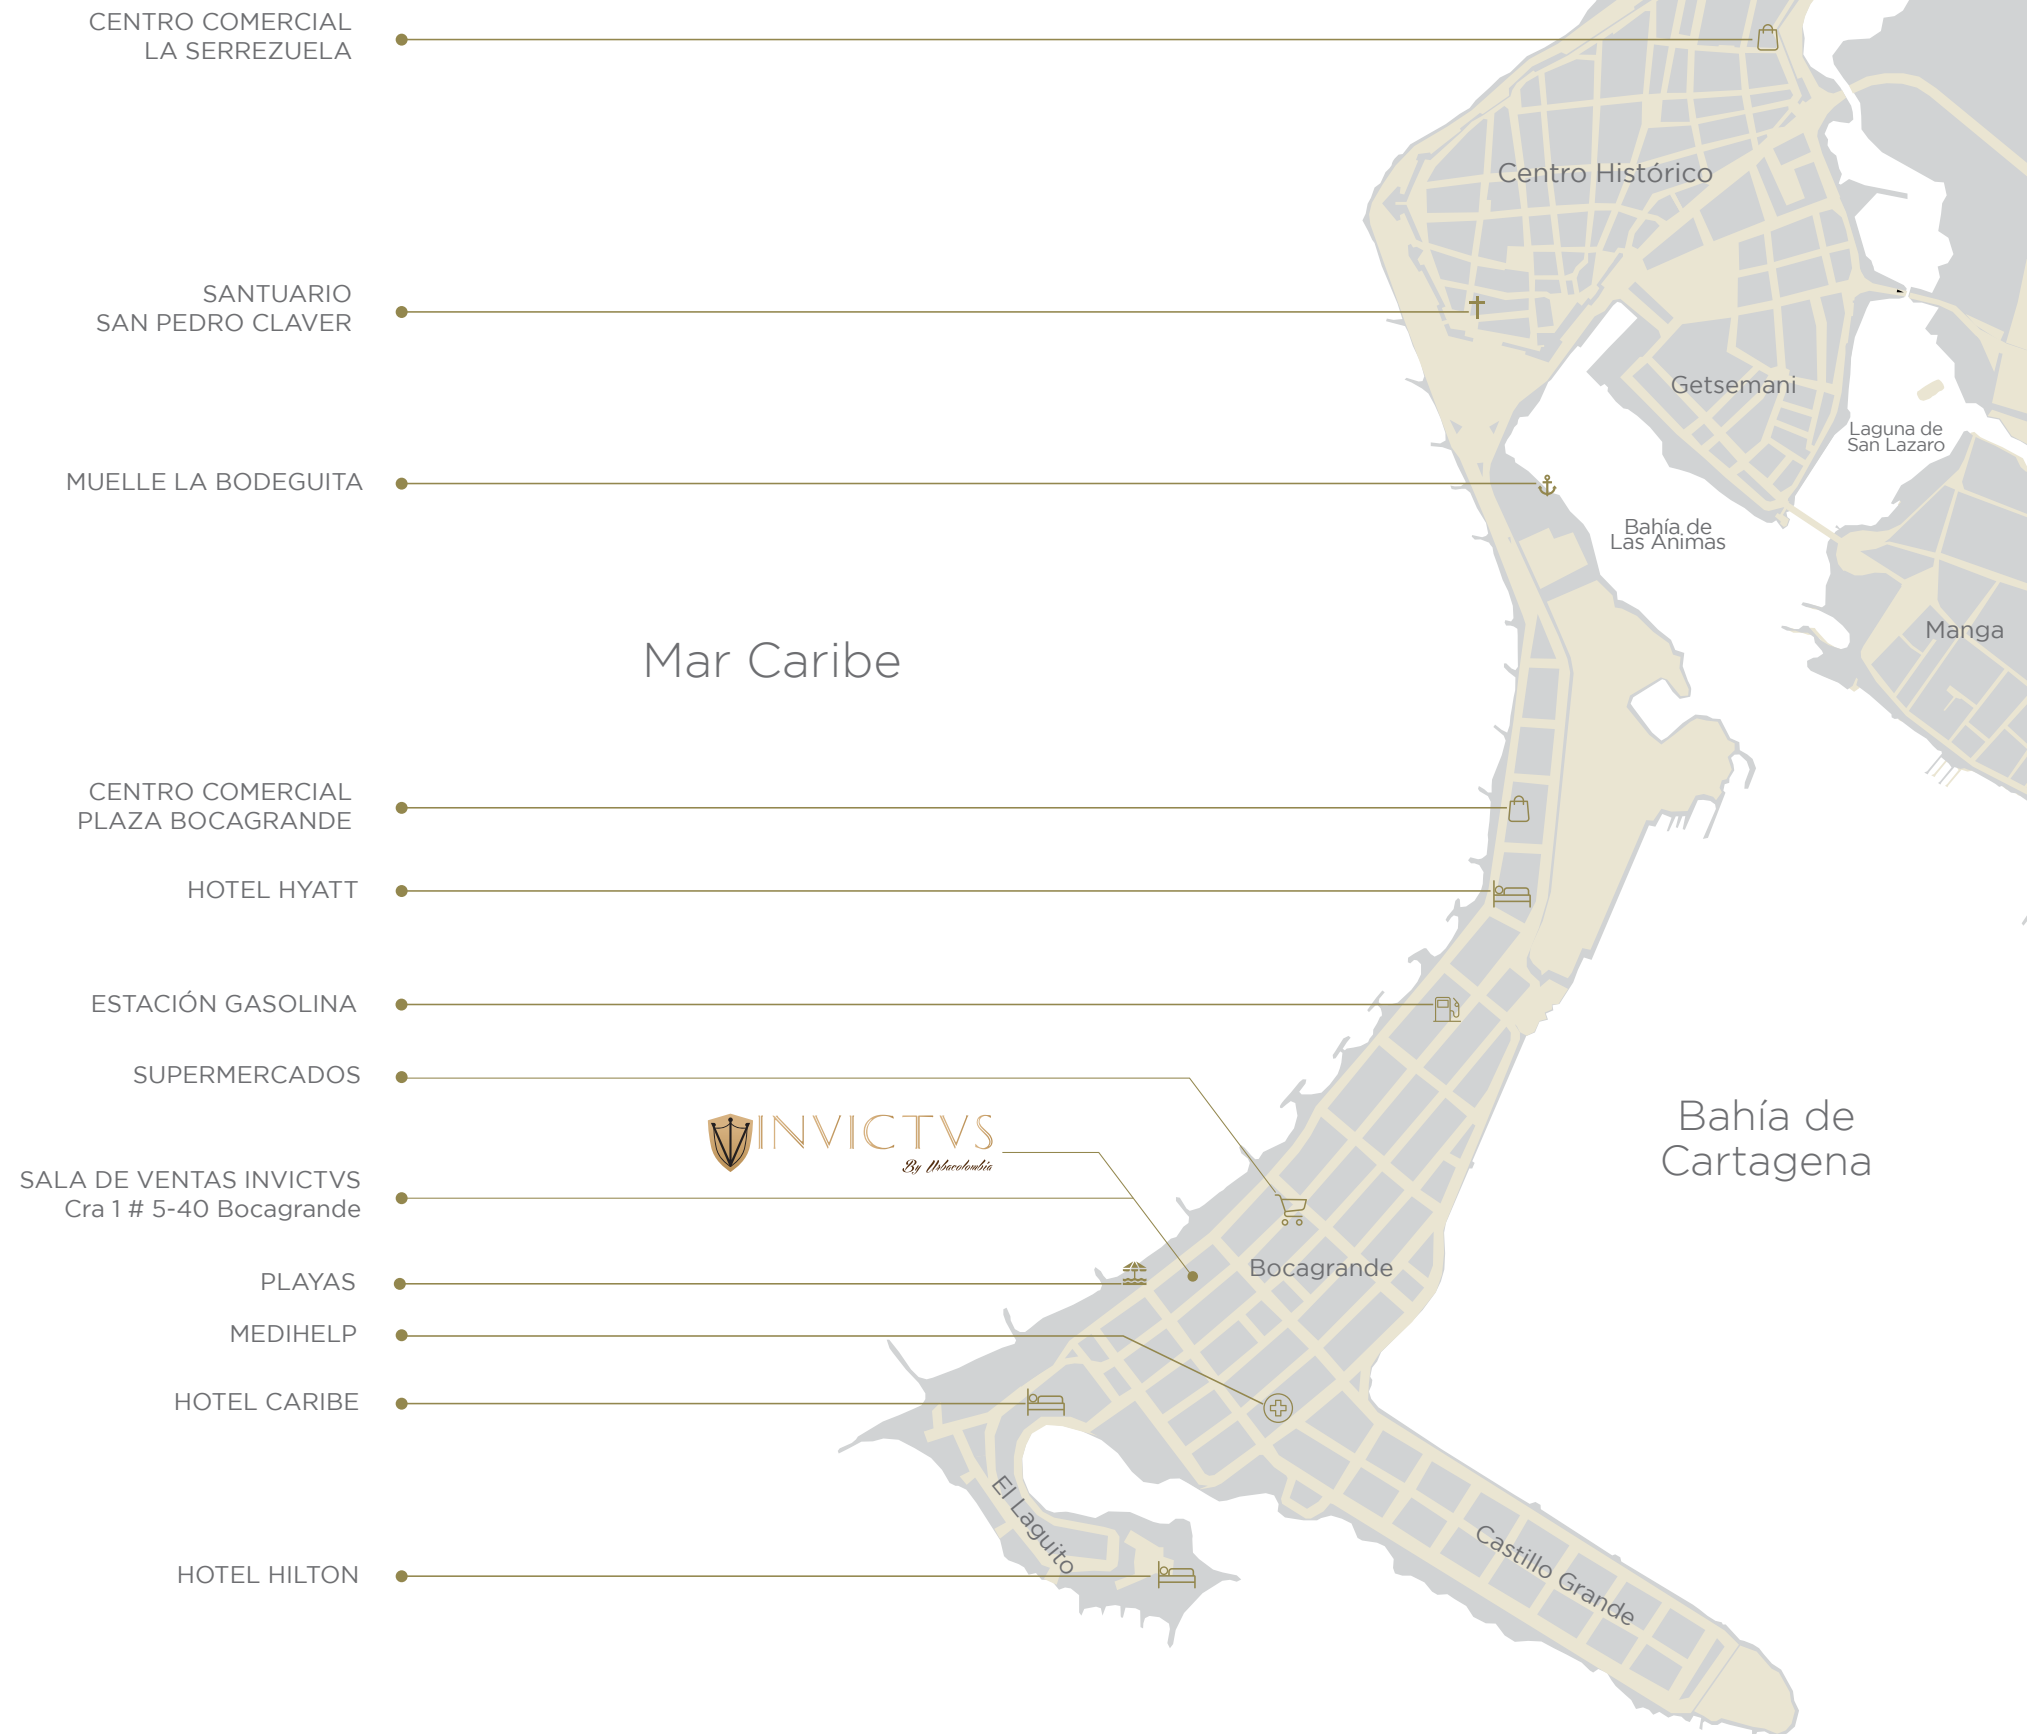 CENTRO COMERCIAL
LA SERREZUELA
Centro Histórico
SANTUARIO
SAN PEDRO CLAVER
Getsemani
Laguna de
San Lazaro
MUELLE LA BODEGUITA
Bahía de
Las Animas
Manga
Mar Caribe
CENTRO COMERCIAL
PLAZA BOCAGRANDE
HOTEL HYATT
ESTACIÓN GASOLINA
SUPERMERCADOS
INVICTVS
By Urbacolombia
Bahía de
Cartagena
SALA DE VENTAS INVICTVS
Cra 1 # 5-40 Bocagrande
Bocagrande
PLAYAS
MEDIHELP
HOTEL CARIBE
El Laguito
Castillo Grande
HOTEL HILTON